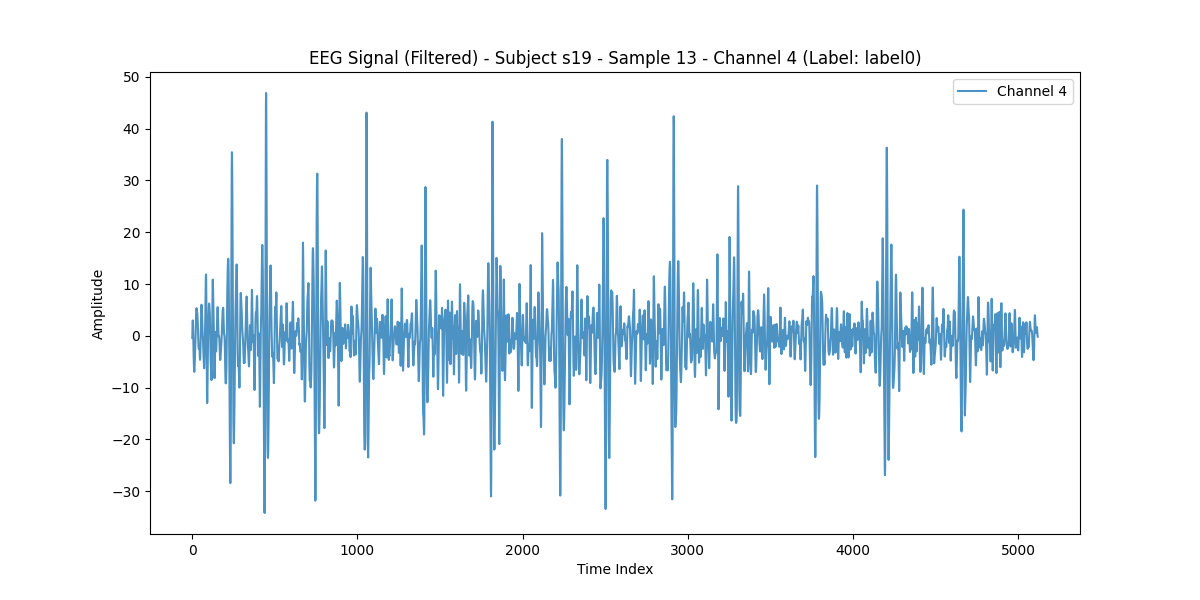 EEG Signal (Filtered) - Subject s19 - Sample 13 - Channel 4 (Label: label0)
Channel 4
50
40
30
20
10
0
−10
−20
−30
Amplitude
0 1000 2000 3000 4000 5000
Time Index